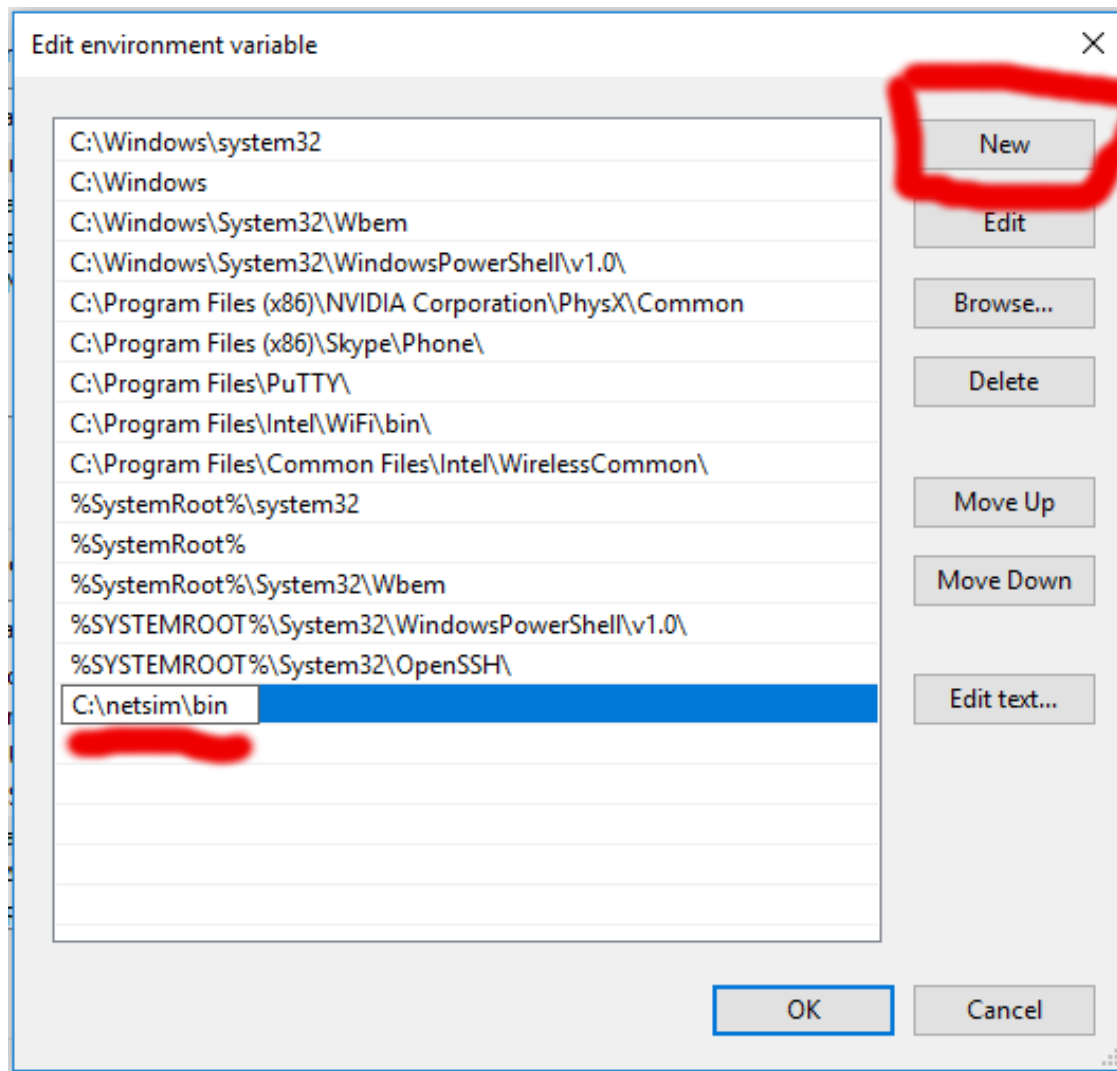 Edit environment variable
C:\Windows\system32
C:\Windows
C:\Windows\System32\Wbem
C:\Windows\System32\WindowsPowerShell\v1.0\
C:\Program Files (x86)\NVIDIA Corporation\PhysX\Common
C:\Program Files (x86)\Skype\Phone\
C:\Program Files\PuTTY\
C:\Program Files\Intel\WiFi\bin\
C:\Program Files\Common Files\Intel\WirelessCommon\
%SystemRoot%\system32
%SystemRoot%
%SystemRoot%\System32\Wbem
%SYSTEMROOT%\System32\WindowsPowerShell\v1.0\
%SYSTEMROOT%\System32\OpenSSH\
C:\netsim\bin
New
Edit
Browse...
Delete
Move Up
Move Down
Edit text...
OK
Cancel